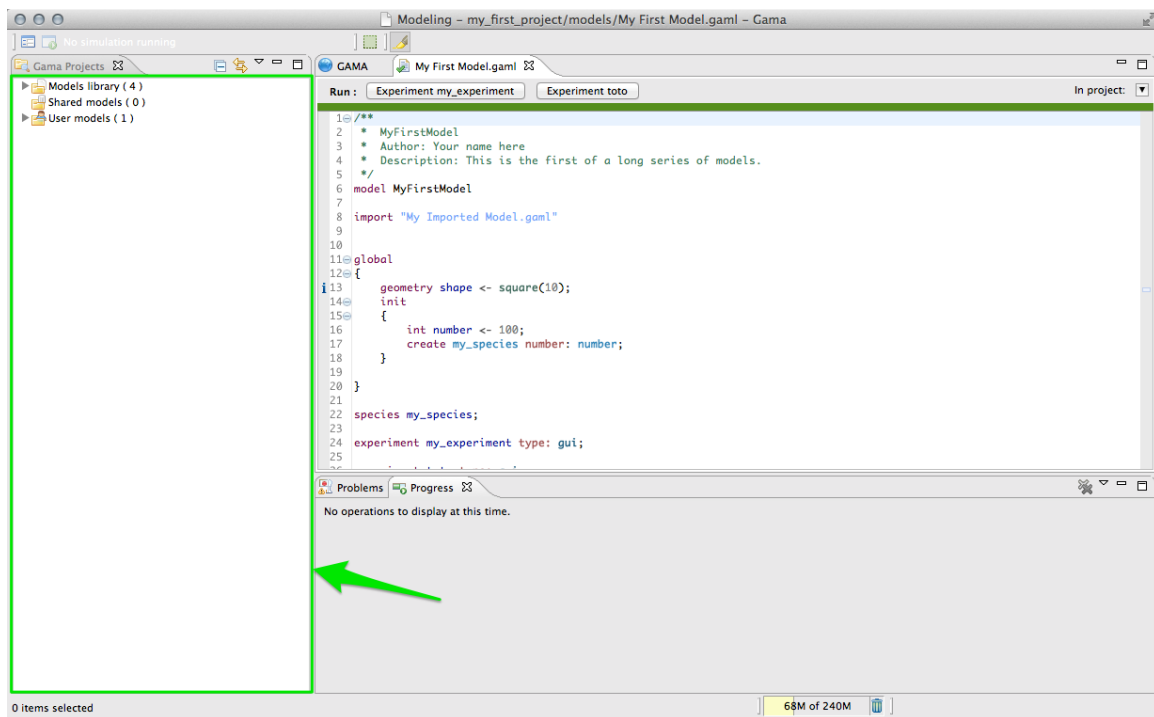 Modeling – my_first_project/models/My First Model.gaml – Gama
No simulation running
Gama Projects
Models library ( 4 )
Shared models ( 0 )
User models ( 1 )
GAMA
My First Model.gaml
Run :
Experiment my_experiment
Experiment toto
In project:
1 /**
2  *  MyFirstModel
3  *  Author: Your name here
4  *  Description: This is the first of a long series of models.
5  */
6 model MyFirstModel
7
8 import "My Imported Model.gaml"
9
10
11 global
12 {
13     geometry shape <- square(10);
14     init
15     {
16         int number <- 100;
17         create my_species number: number;
18     }
19
20 }
21
22 species my_species;
23
24 experiment my_experiment type: gui;
25
Problems
Progress
No operations to display at this time.
0 items selected
68M of 240M